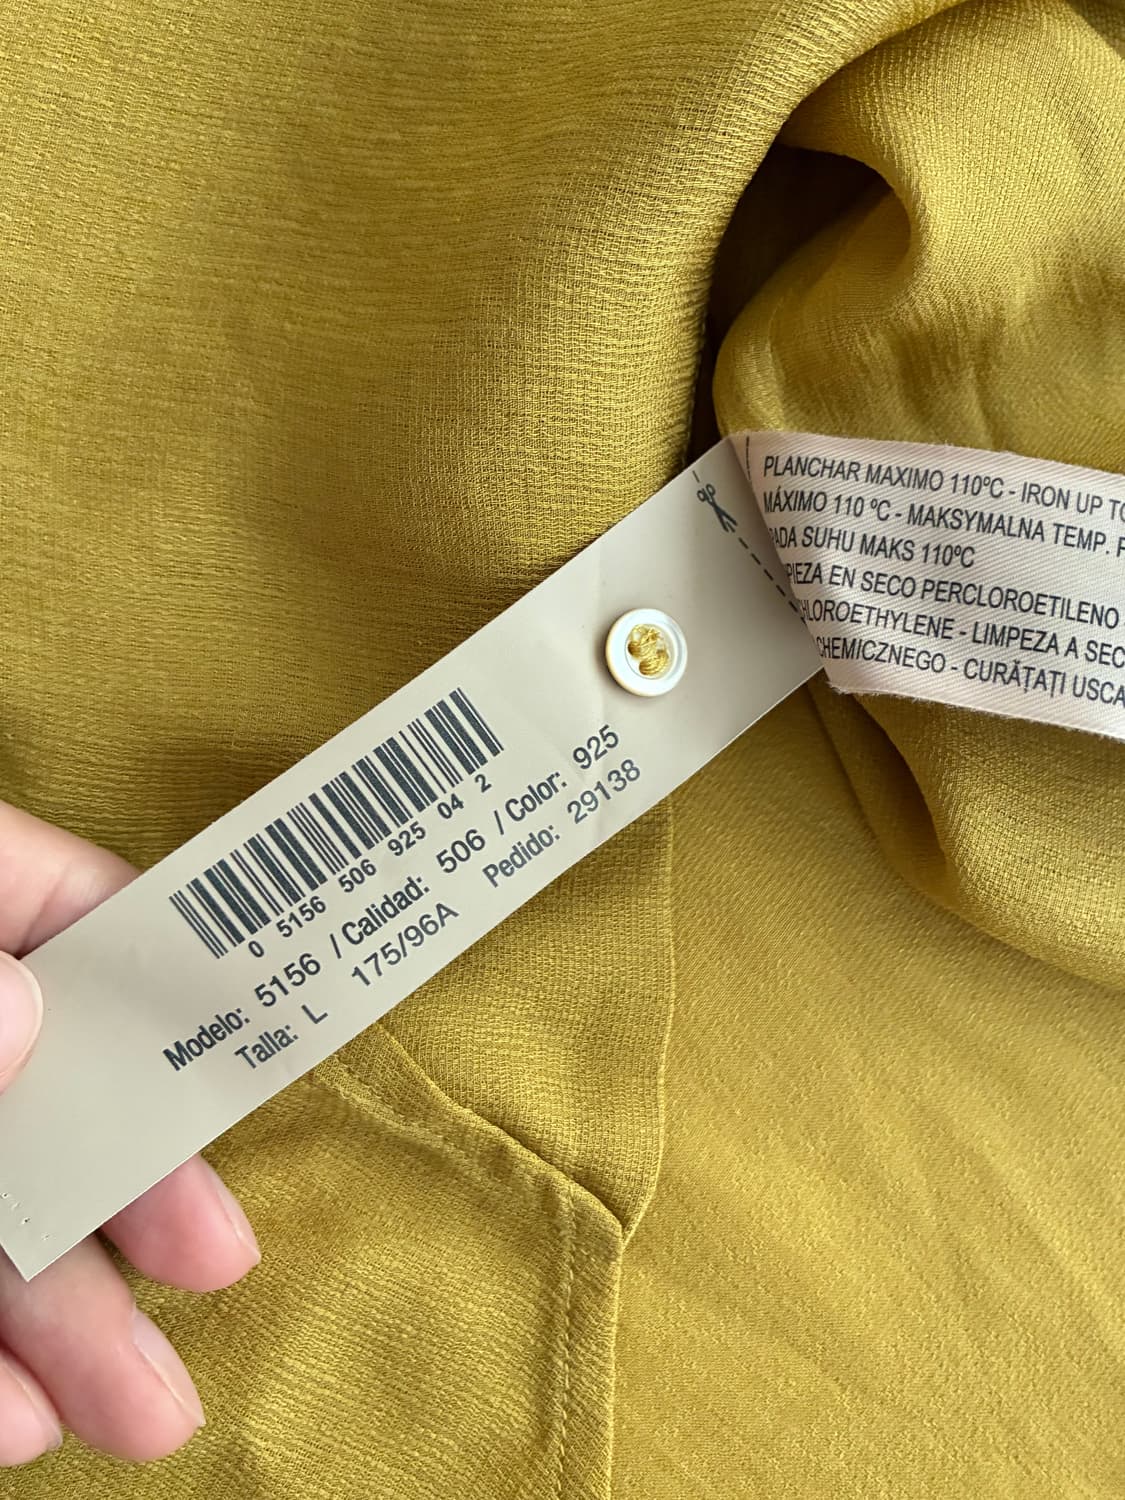 PLANCHAR MAXIMO 110ºC - IRON UP TO
MÁXIMO 110 ºC - MAKSYMALNA TEMP. P
SUHU MAKS 110ºC
EN SECO PERCLOROETILENO
- LIMPEZA A SEC
CHEMICZNEGO - CURĂȚAȚI USCA
0 5156 506 925 04 2
Modelo: 5156 / Calidad: 506 / Color: 925
Talla: L 175/96A Pedido: 29138